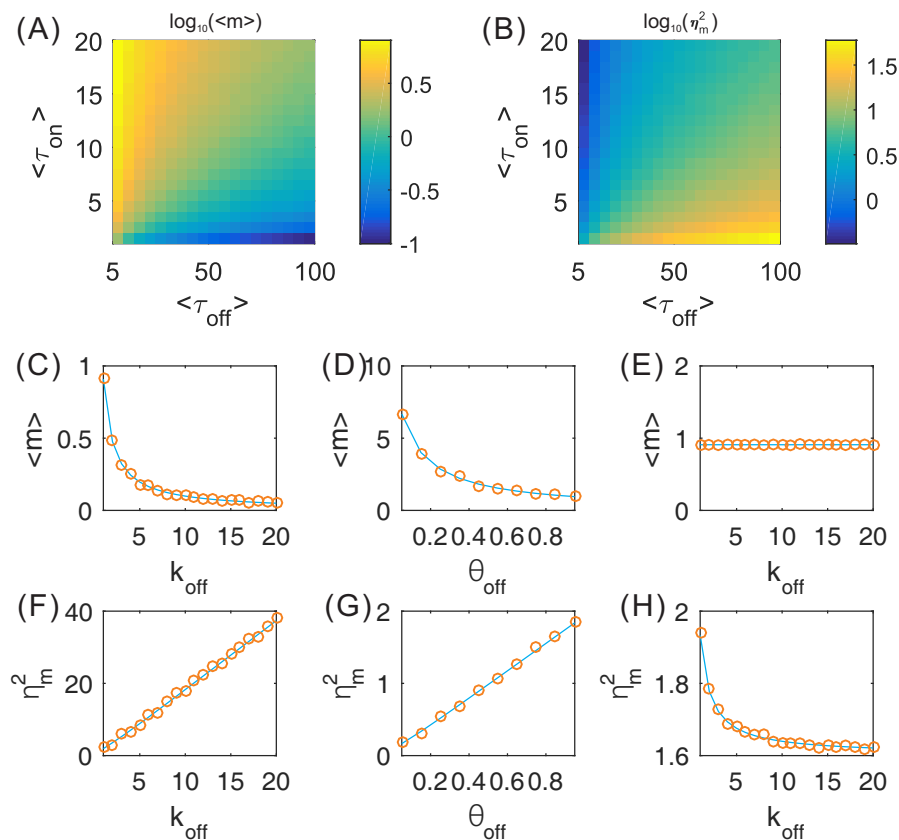 (A) log₁₀(<m>)
20
15
10
5
<τon>
5 50 100
<τoff>
0.5
0
-0.5
-1
(B) log₁₀(η²m)
20
15
10
5
<τon>
5 50 100
<τoff>
1.5
1
0.5
0
(C)
1
0.5
0
<m>
5 10 15 20
koff
(D)
10
5
0
<m>
0.2 0.4 0.6 0.8
θoff
(E)
2
1
0
<m>
5 10 15 20
koff
(F)
40
20
0
η²m
5 10 15 20
koff
(G)
2
1
0
η²m
0.2 0.4 0.6 0.8
θoff
(H)
2
1.8
1.6
η²m
5 10 15 20
koff